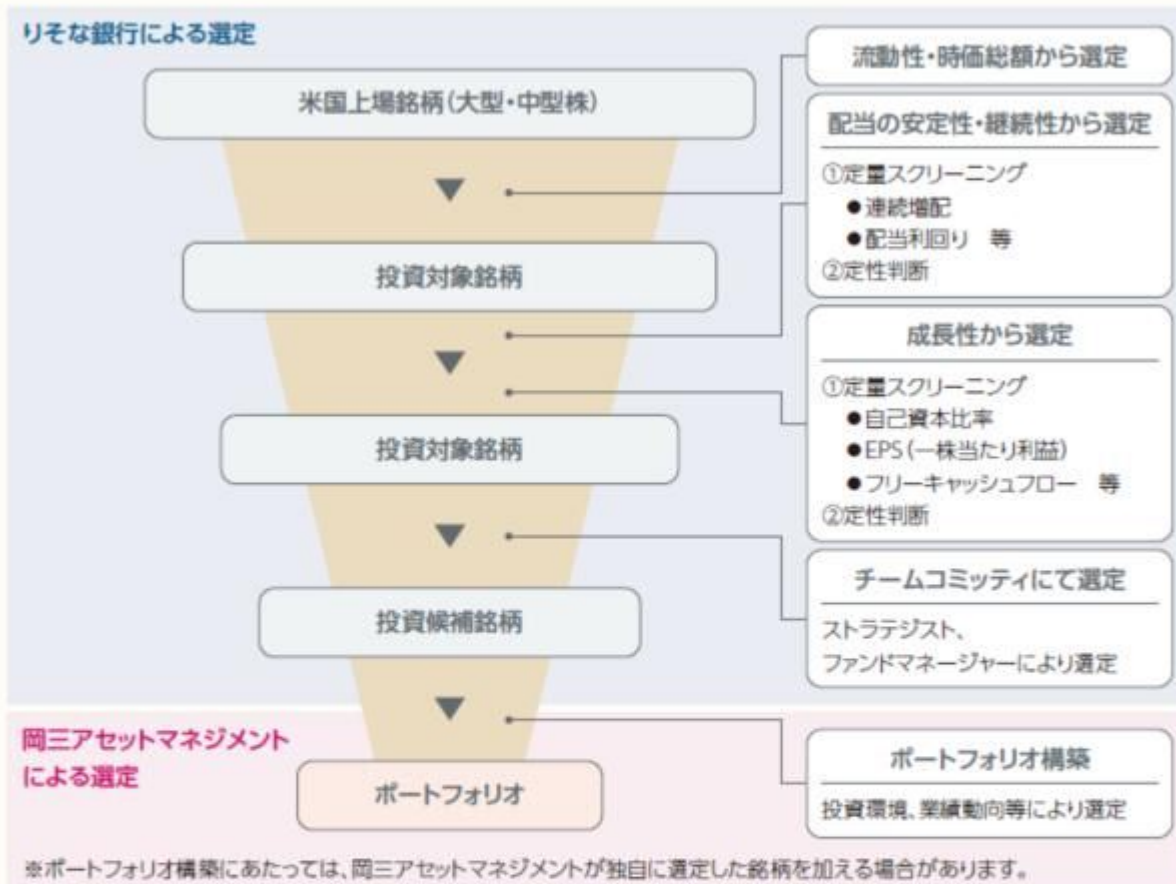 りそな銀行による選定
米国上場銘柄(大型・中型株)
投資対象銘柄
投資対象銘柄
投資候補銘柄
流動性・時価総額から選定
配当の安定性・継続性から選定
①定量スクリーニング
●連続増配
●配当利回り 等
②定性判断
成長性から選定
①定量スクリーニング
●自己資本比率
●EPS(一株当たり利益)
●フリーキャッシュフロー 等
②定性判断
チームコミッティにて選定
ストラテジスト、
ファンドマネージャーにより選定
岡三アセットマネジメント
による選定
ポートフォリオ
ポートフォリオ構築
投資環境、業績動向等により選定
※ポートフォリオ構築にあたっては、岡三アセットマネジメントが独自に選定した銘柄を加える場合があります。